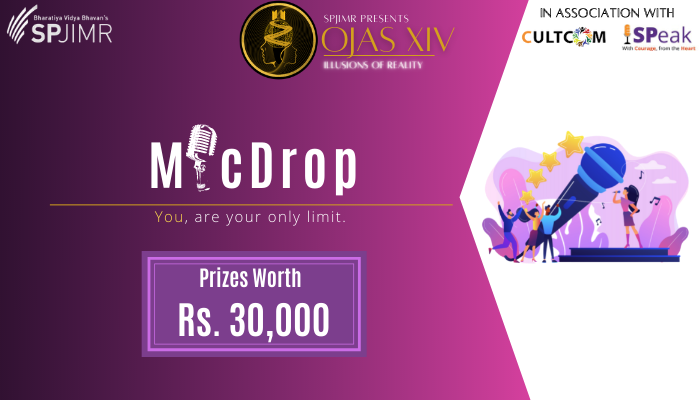 Bharatiya Vidya Bhavan's
SPJIMR
SPJIMR PRESENTS
OJAS XIV
ILLUSIONS OF REALITY
IN ASSOCIATION WITH
CULTCOM
SPeak
With Courage, from the Heart
MicDrop
You, are your only limit.
Prizes Worth
Rs. 30,000